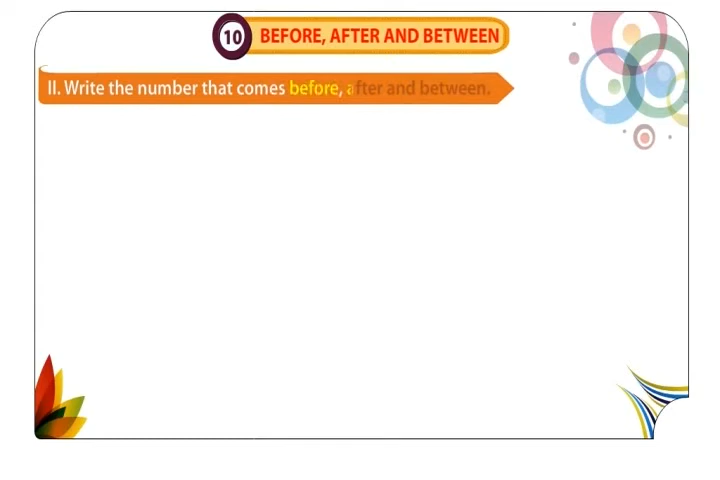 10 BEFORE, AFTER AND BETWEEN
II. Write the number that comes before, after and between.